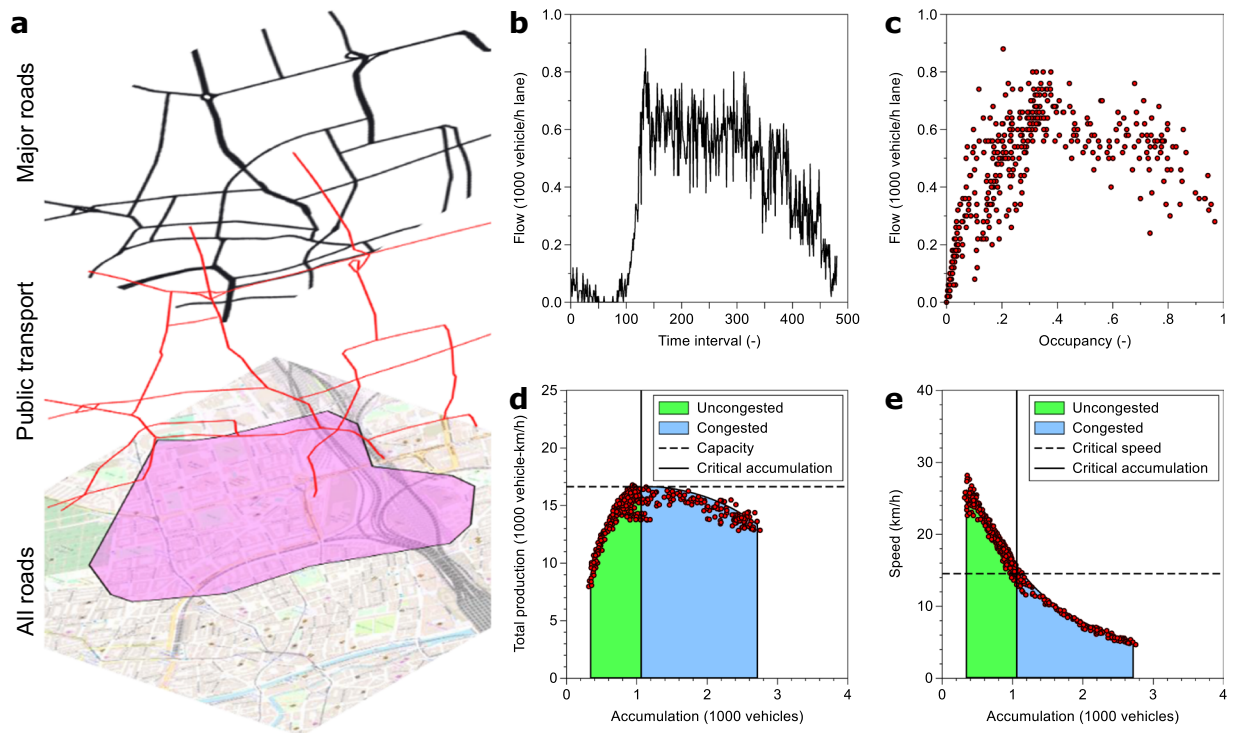 a
Major roads
Public transport
All roads
b
1.0
0.8
0.6
0.4
0.2
0.0
Flow (1000 vehicle/h lane)
0 100 200 300 400 500
Time interval (-)
c
1.0
0.8
0.6
0.4
0.2
0.0
Flow (1000 vehicle/h lane)
0 .2 .4 .6 .8 1
Occupancy (-)
d
25
20
15
10
5
0
Total production (1000 vehicle-km/h)
Uncongested
Congested
Capacity
Critical accumulation
0 1 2 3 4
Accumulation (1000 vehicles)
e
40
30
20
10
0
Speed (km/h)
Uncongested
Congested
Critical speed
Critical accumulation
0 1 2 3 4
Accumulation (1000 vehicles)